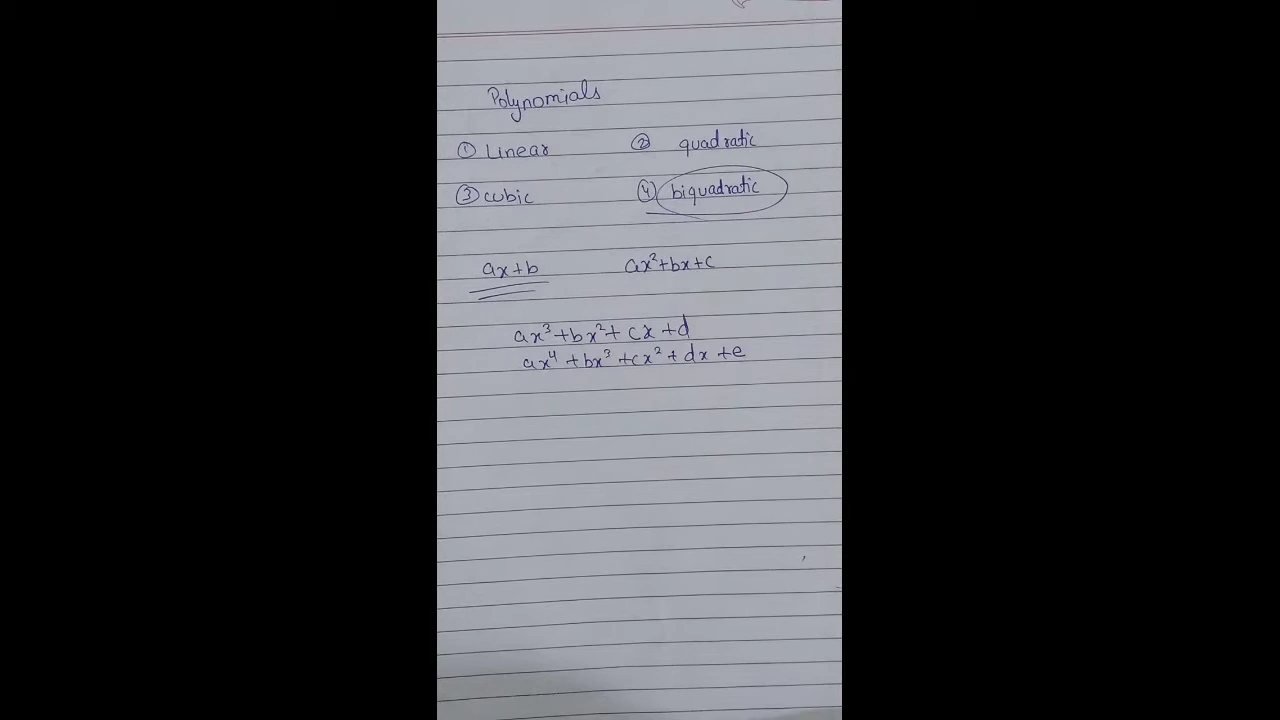 Polynomials
① Linear ② quadratic
③ cubic ④ biquadratic
ax+b ax²+bx+c
ax³+bx²+cx+d
ax⁴+bx³+cx²+dx+e